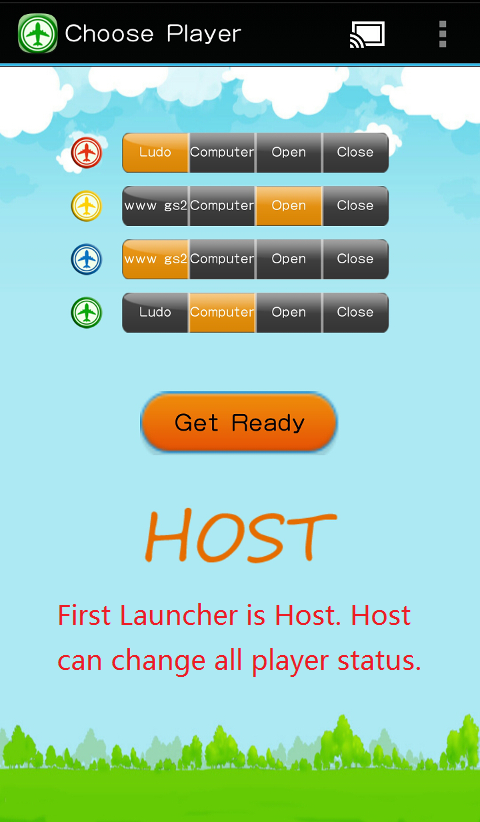 Choose Player
Ludo Computer Open Close
www gs2 Computer Open Close
www gs2 Computer Open Close
Ludo Computer Open Close
Get Ready
HOST
First Launcher is Host. Host
can change all player status.